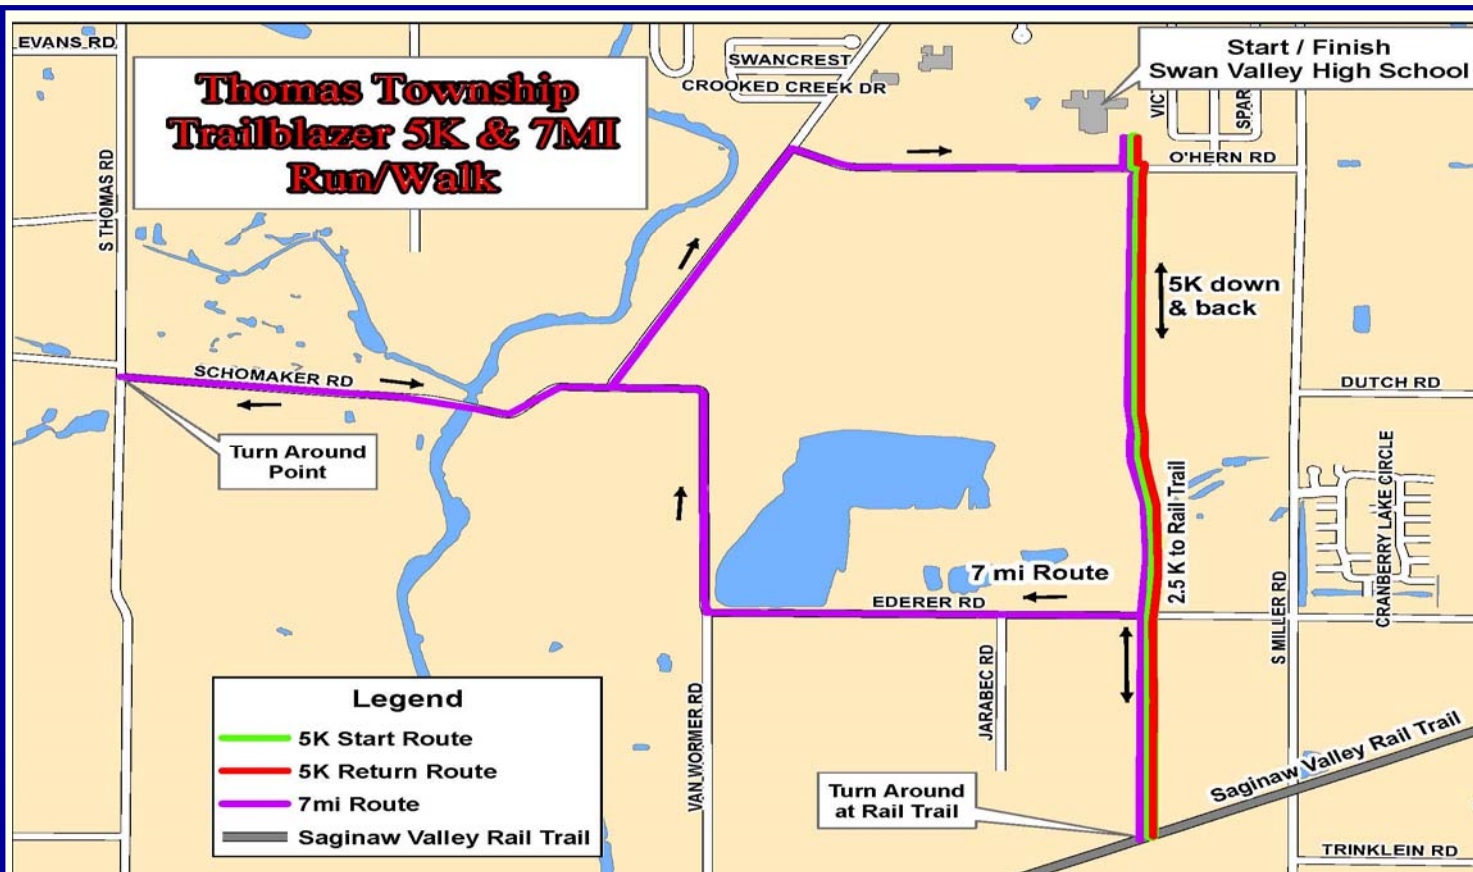 EVANS RD
Thomas Township
Trailblazer 5K & 7MI
Run/Walk
SWANCREST
CROOKED CREEK DR
Start / Finish
Swan Valley High School
VICT
SPAR
O'HERN RD
S THOMAS RD
5K down
& back
SCHOMAKER RD
DUTCH RD
Turn Around
Point
2.5 K to Rail Trail
CRANBERRY LAKE CIRCLE
7 mi Route
EDERER RD
S MILLER RD
JARABEC RD
VAN WORMER RD
Legend
5K Start Route
5K Return Route
7mi Route
Saginaw Valley Rail Trail
Turn Around
at Rail Trail
Saginaw Valley Rail Trail
TRINKLEIN RD